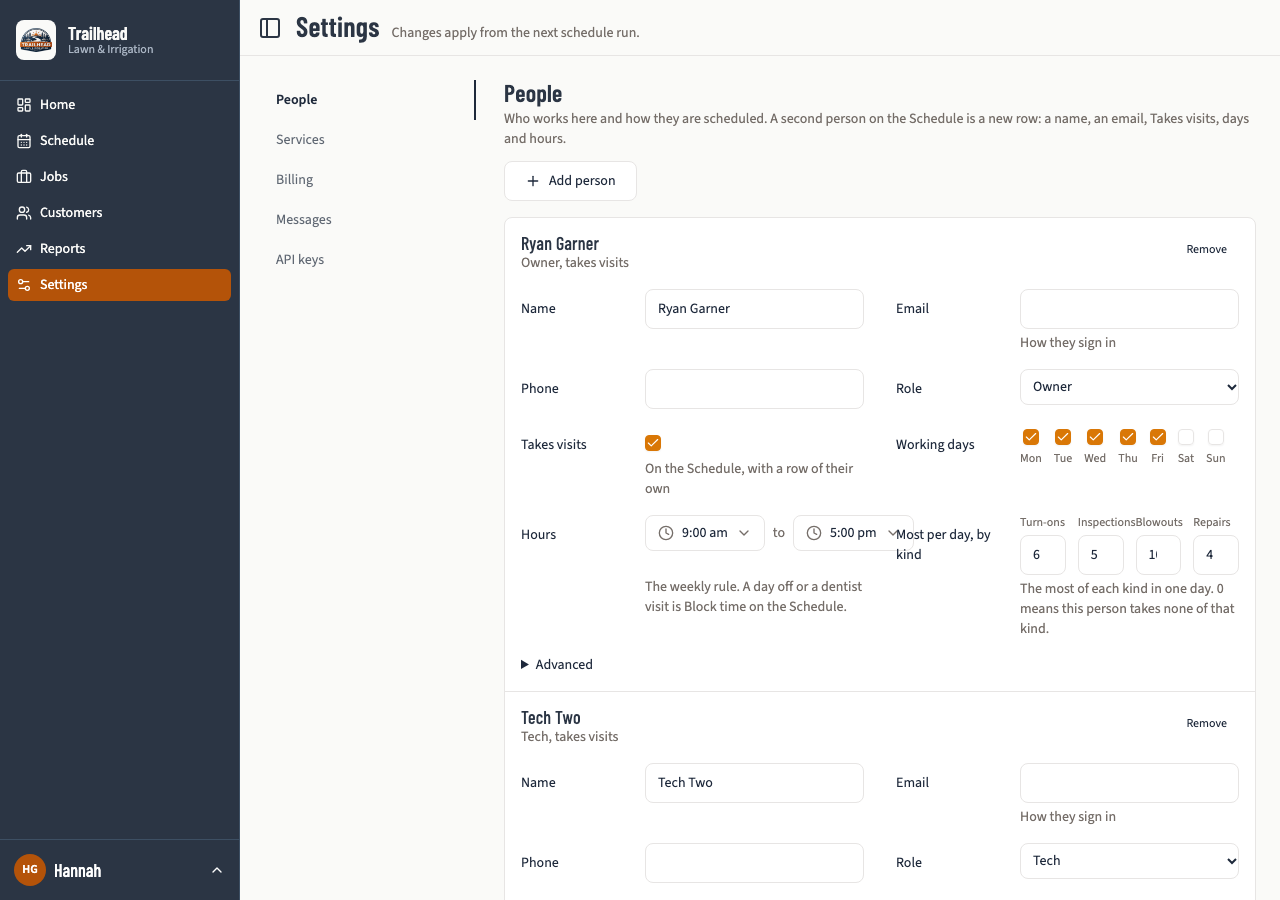 Trailhead
Lawn & Irrigation
Home
Schedule
Jobs
Customers
Reports
Settings
HG
Hannah
Settings
Changes apply from the next schedule run.
People
Services
Billing
Messages
API keys
People
Who works here and how they are scheduled. A second person on the Schedule is a new row: a name, an email, Takes visits, days
and hours.
Add person
Ryan Garner
Owner, takes visits
Remove
Name
Ryan Garner
Email
How they sign in
Phone
Role
Owner
Takes visits
On the Schedule, with a row of their
own
Working days
Mon Tue Wed Thu Fri Sat Sun
Hours
9:00 am to 5:00 pm
The weekly rule. A day off or a dentist
visit is Block time on the Schedule.
Most per day, by
kind
Turn-ons Inspections Blowouts Repairs
6 5 4
The most of each kind in one day. 0
means this person takes none of that
kind.
Advanced
Tech Two
Tech, takes visits
Remove
Name
Tech Two
Email
How they sign in
Phone
Role
Tech